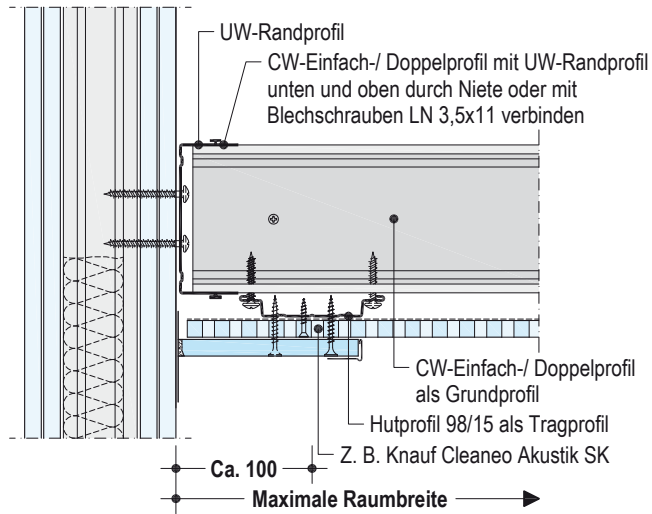 UW-Randprofil
CW-Einfach-/ Doppelprofil mit UW-Randprofil
unten und oben durch Niete oder mit
Blechschrauben LN 3,5x11 verbinden
CW-Einfach-/ Doppelprofil
als Grundprofil
Hutprofil 98/15 als Tragprofil
Z. B. Knauf Cleaneo Akustik SK
Ca. 100
Maximale Raumbreite